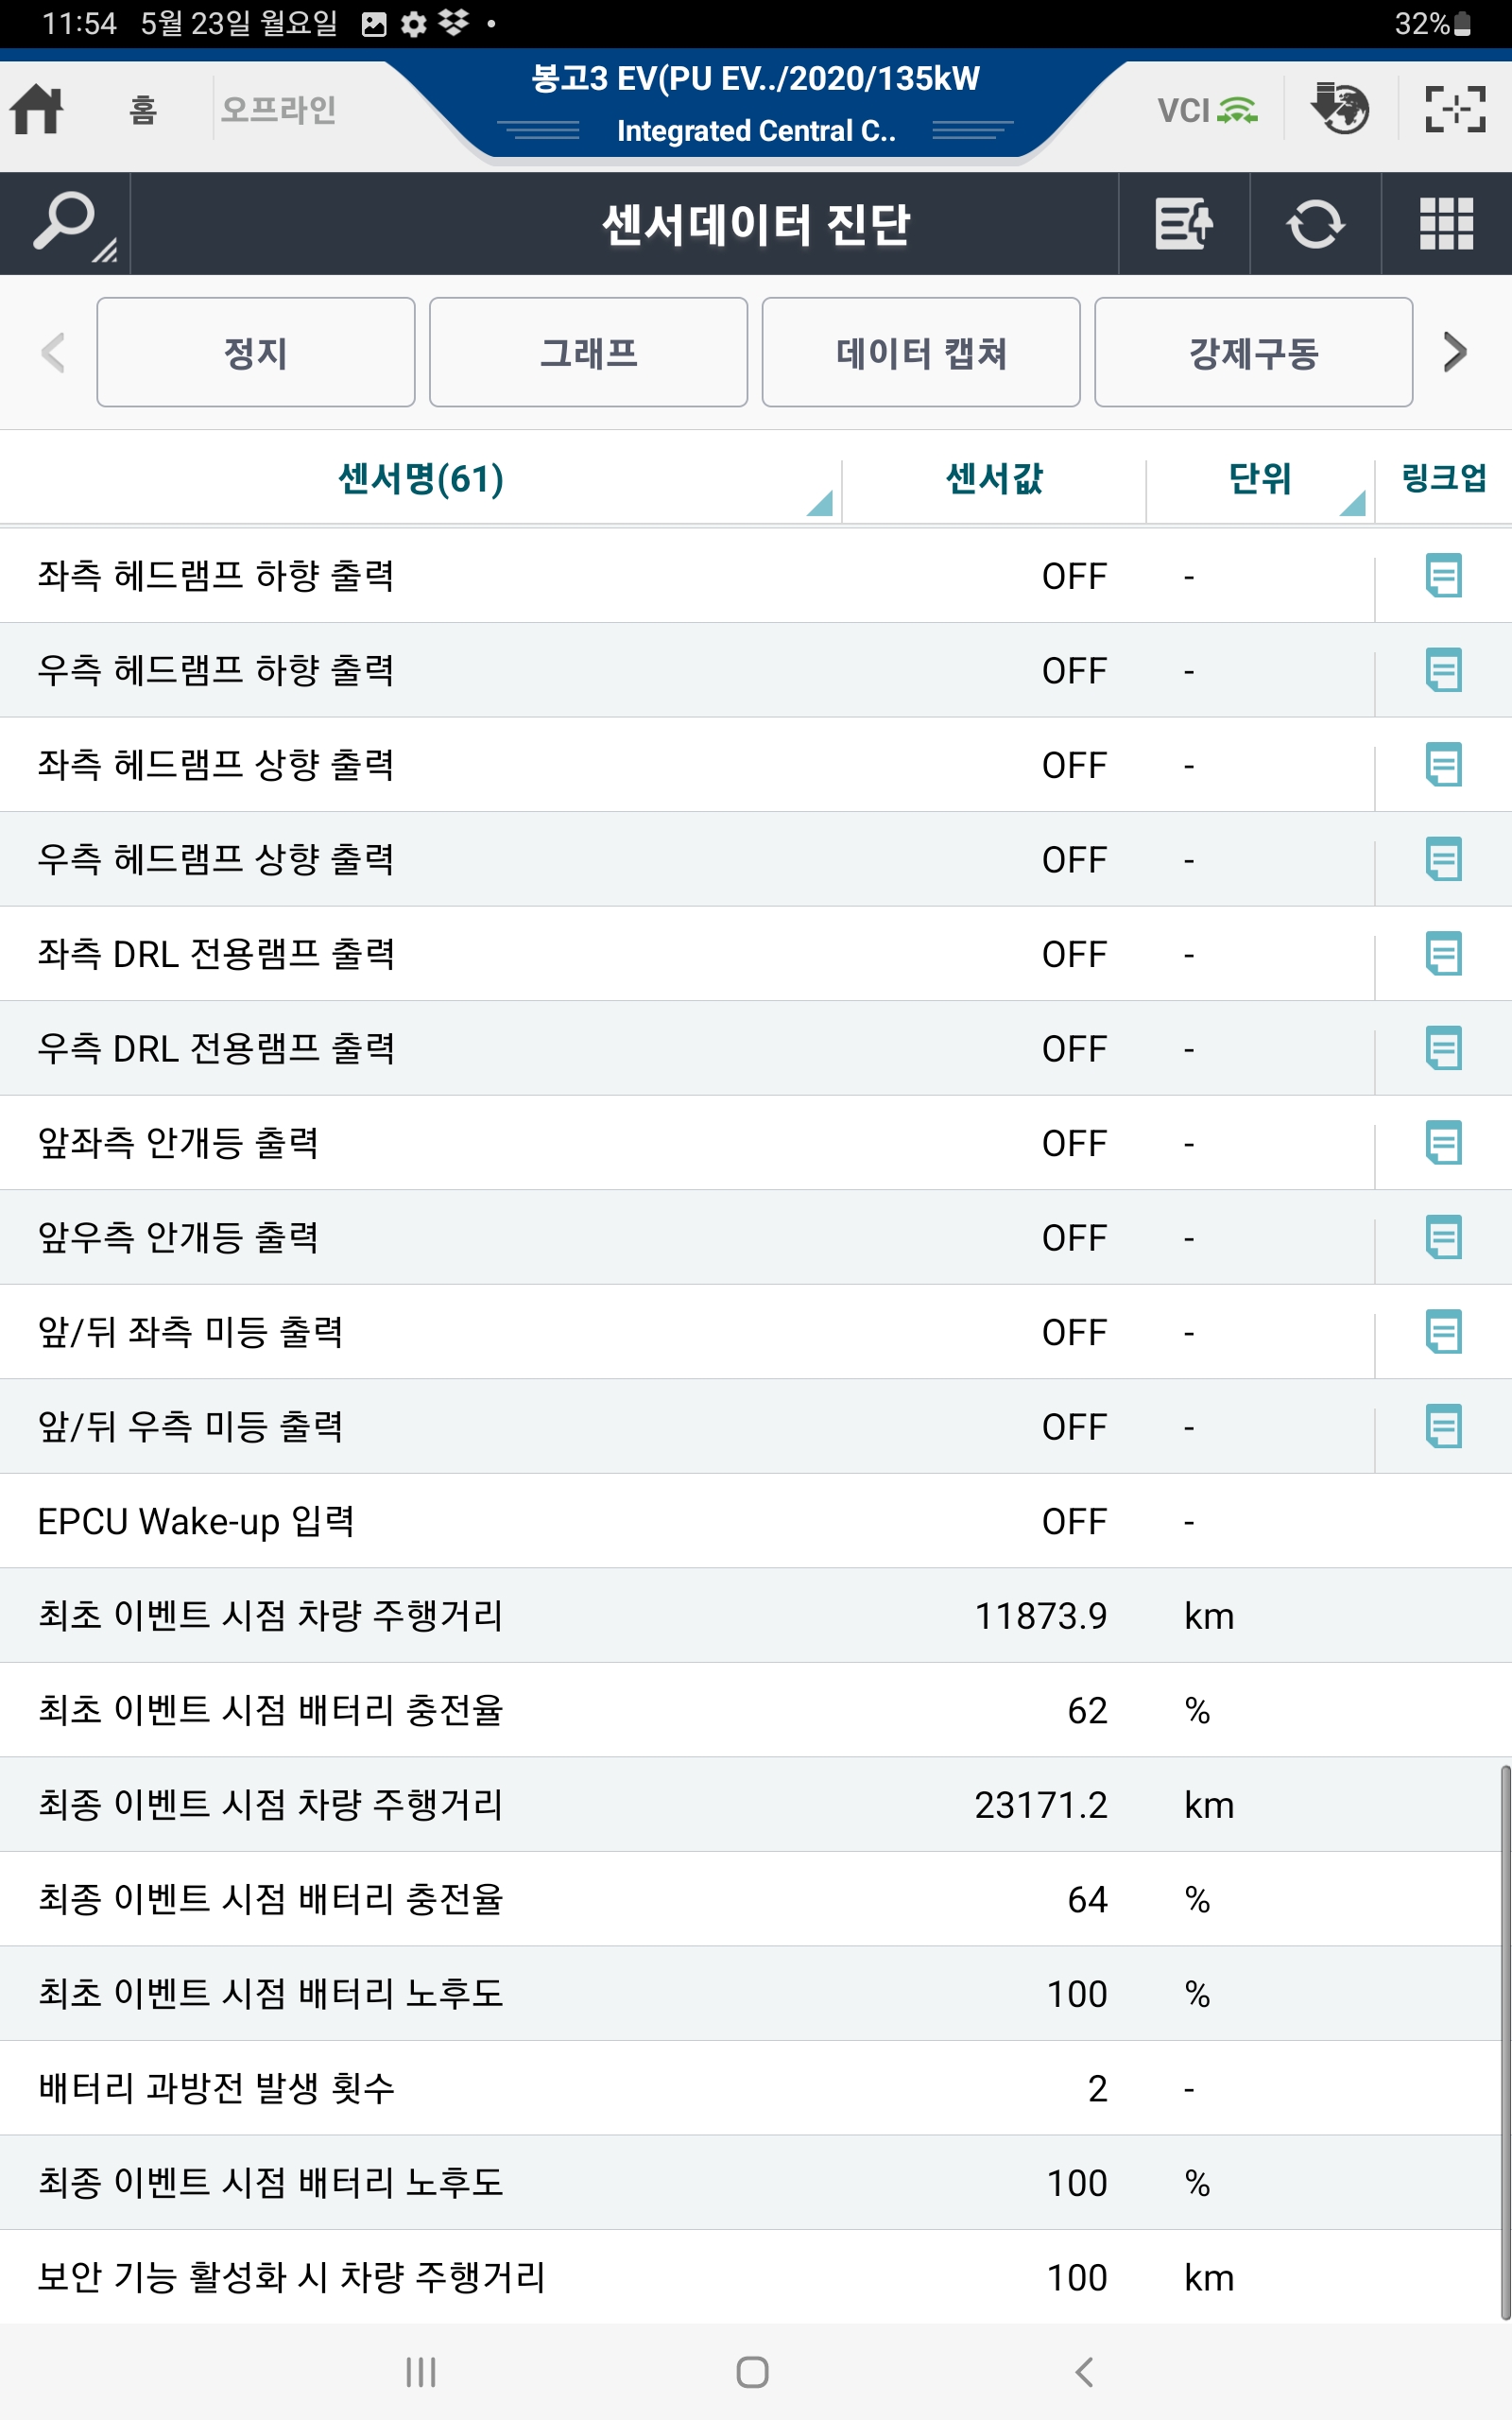 11:54 5월 23일 월요일 32%
홈 오프라인 봉고3 EV(PU EV../2020/135kW VCI
Integrated Central C..
센서데이터 진단
정지 그래프 데이터 캡쳐 강제구동
센서명(61) 센서값 단위 링크업
좌측 헤드램프 하향 출력 OFF -
우측 헤드램프 하향 출력 OFF -
좌측 헤드램프 상향 출력 OFF -
우측 헤드램프 상향 출력 OFF -
좌측 DRL 전용램프 출력 OFF -
우측 DRL 전용램프 출력 OFF -
앞좌측 안개등 출력 OFF -
앞우측 안개등 출력 OFF -
앞/뒤 좌측 미등 출력 OFF -
앞/뒤 우측 미등 출력 OFF -
EPCU Wake-up 입력 OFF -
최초 이벤트 시점 차량 주행거리 11873.9 km
최초 이벤트 시점 배터리 충전율 62 %
최종 이벤트 시점 차량 주행거리 23171.2 km
최종 이벤트 시점 배터리 충전율 64 %
최초 이벤트 시점 배터리 노후도 100 %
배터리 과방전 발생 횟수 2 -
최종 이벤트 시점 배터리 노후도 100 %
보안 기능 활성화 시 차량 주행거리 100 km